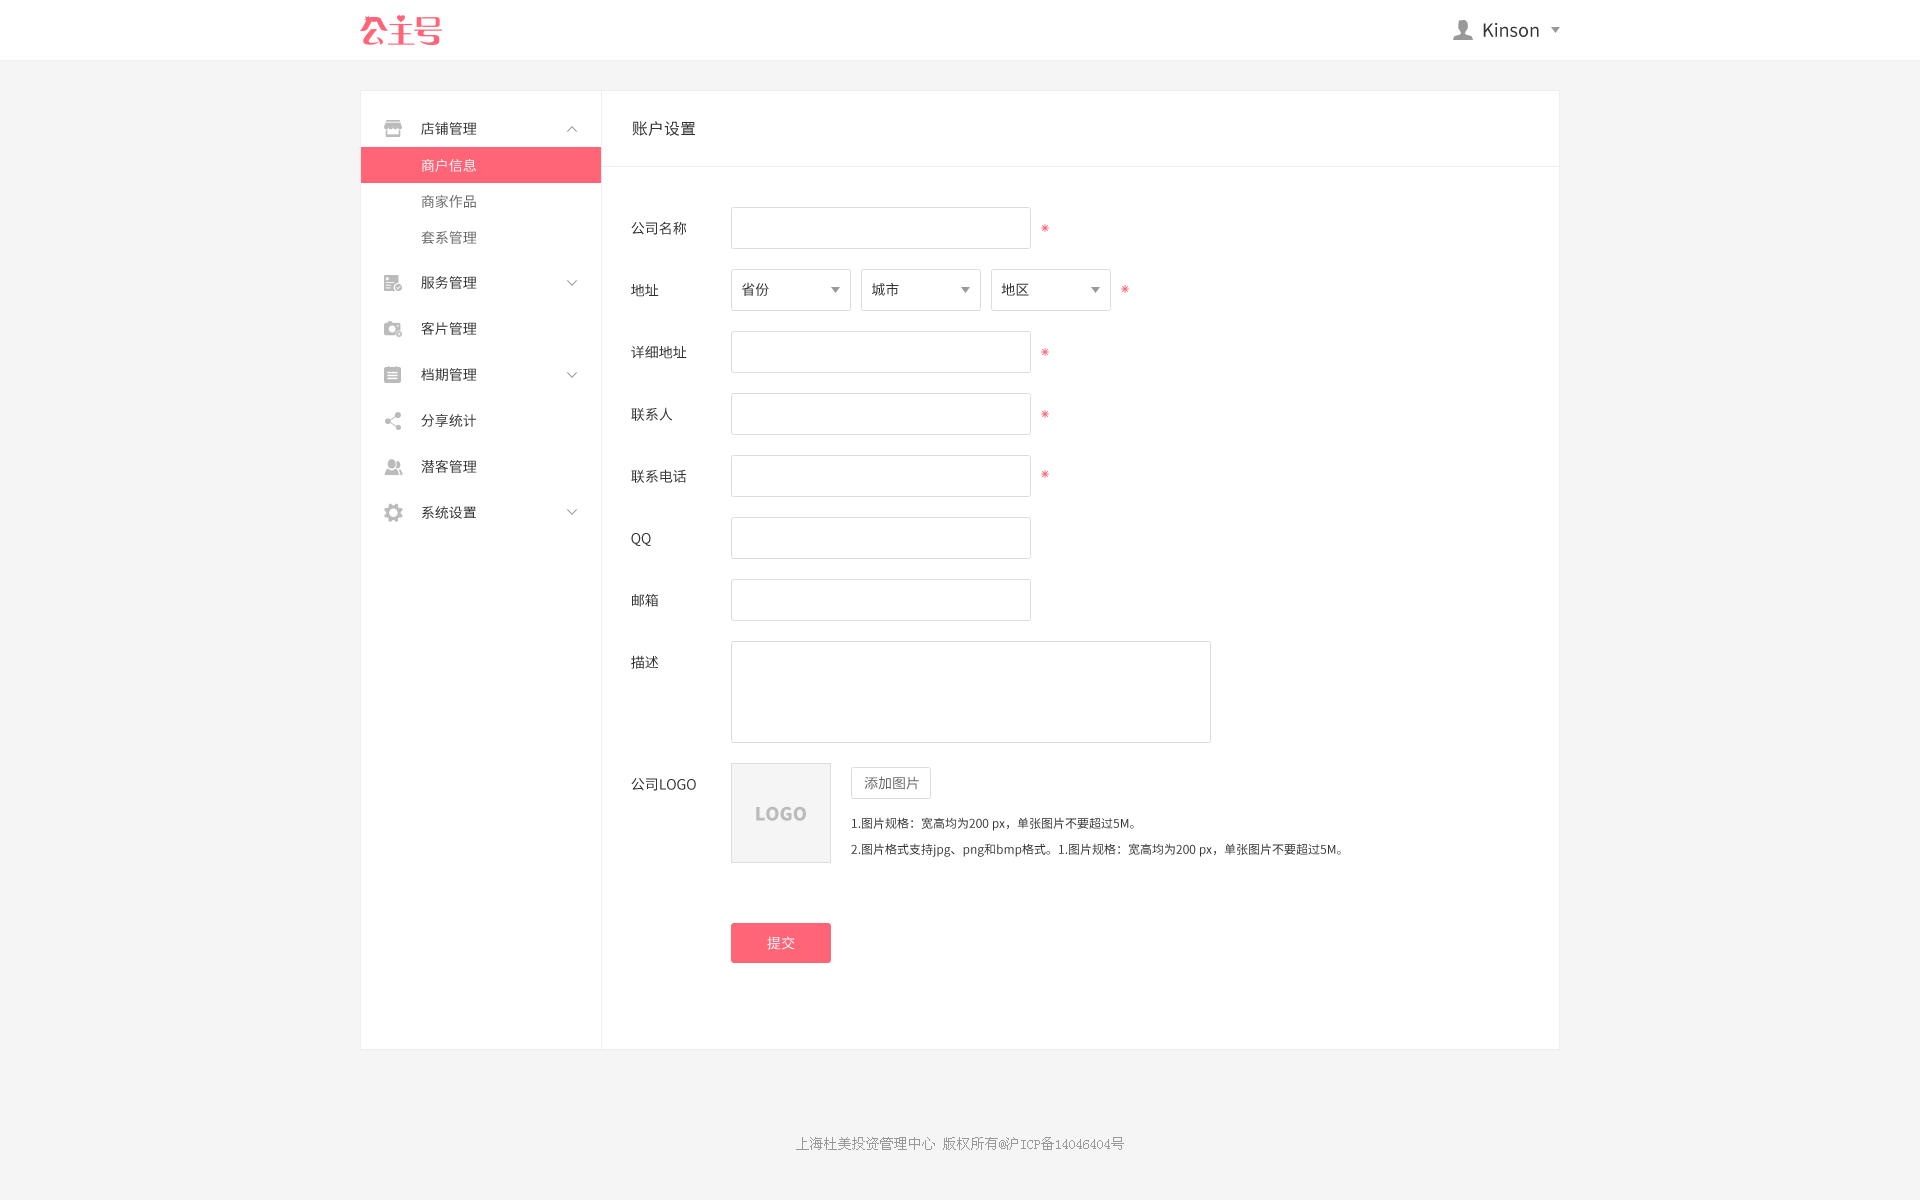 公主号
Kinson
店铺管理
商户信息
商家作品
套系管理
服务管理
客片管理
档期管理
分享统计
潜客管理
系统设置
账户设置
公司名称 *
地址 省份 城市 地区 *
详细地址 *
联系人 *
联系电话 *
QQ
邮箱
描述
公司LOGO
LOGO
添加图片
1.图片规格：宽高均为200 px，单张图片不要超过5M。
2.图片格式支持jpg、png和bmp格式。1.图片规格：宽高均为200 px，单张图片不要超过5M。
提交
上海杜美投资管理中心 版权所有@沪ICP备14046404号